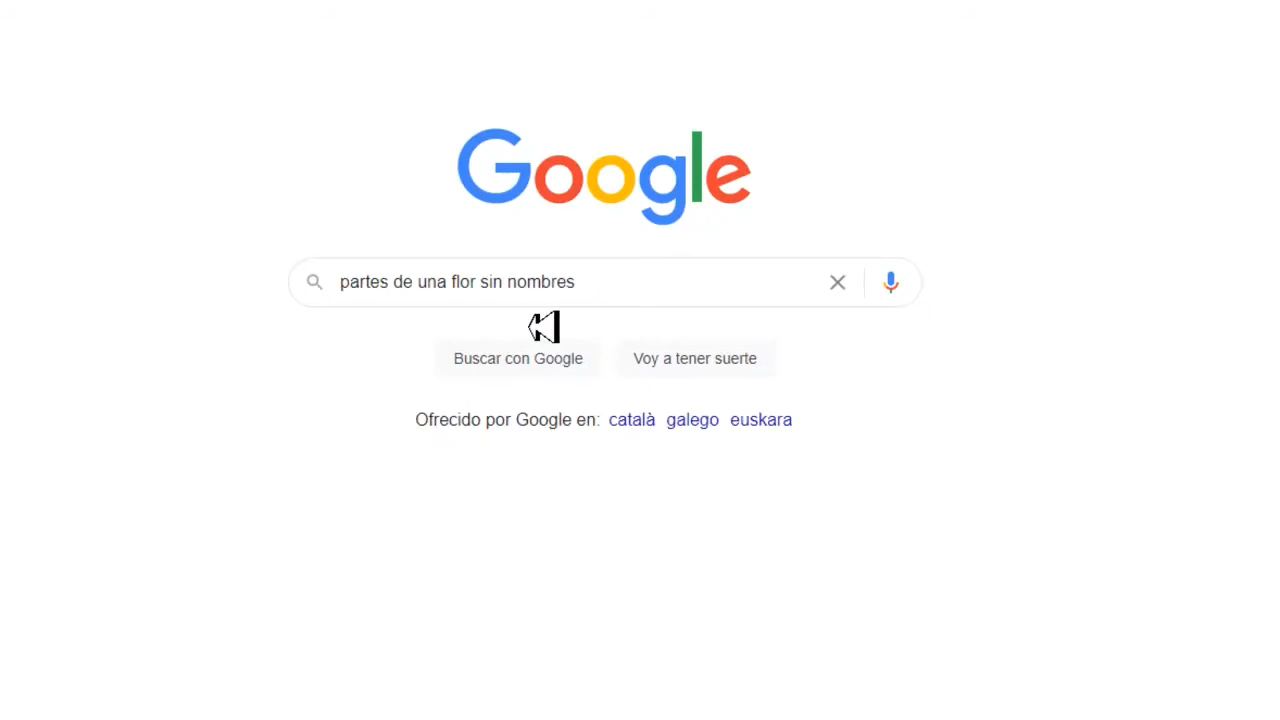 Google
partes de una flor sin nombres
Buscar con Google Voy a tener suerte
Ofrecido por Google en: català galego euskara